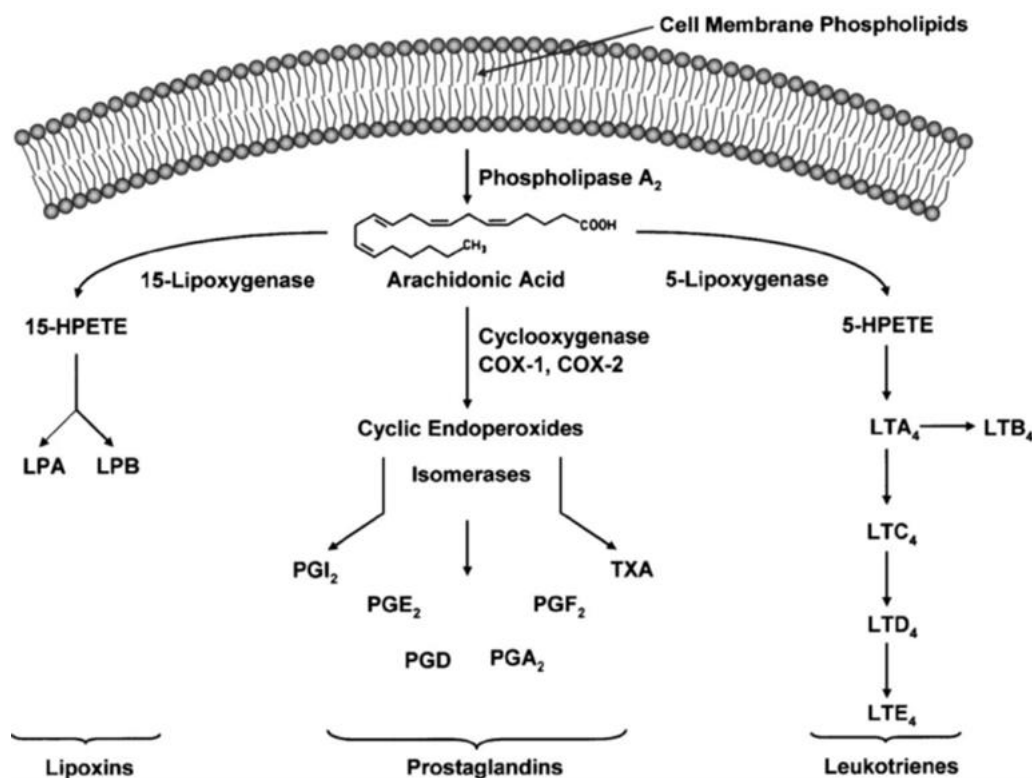 Cell Membrane Phospholipids
Phospholipase A₂
COOH
CH₃
15-Lipoxygenase
Arachidonic Acid
5-Lipoxygenase
15-HPETE
Cyclooxygenase
COX-1, COX-2
5-HPETE
Cyclic Endoperoxides
LTA₄
LTB₄
LPA
LPB
Isomerases
LTC₄
PGI₂
TXA
PGE₂
PGF₂
LTD₄
PGD
PGA₂
LTE₄
Lipoxins
Prostaglandins
Leukotrienes